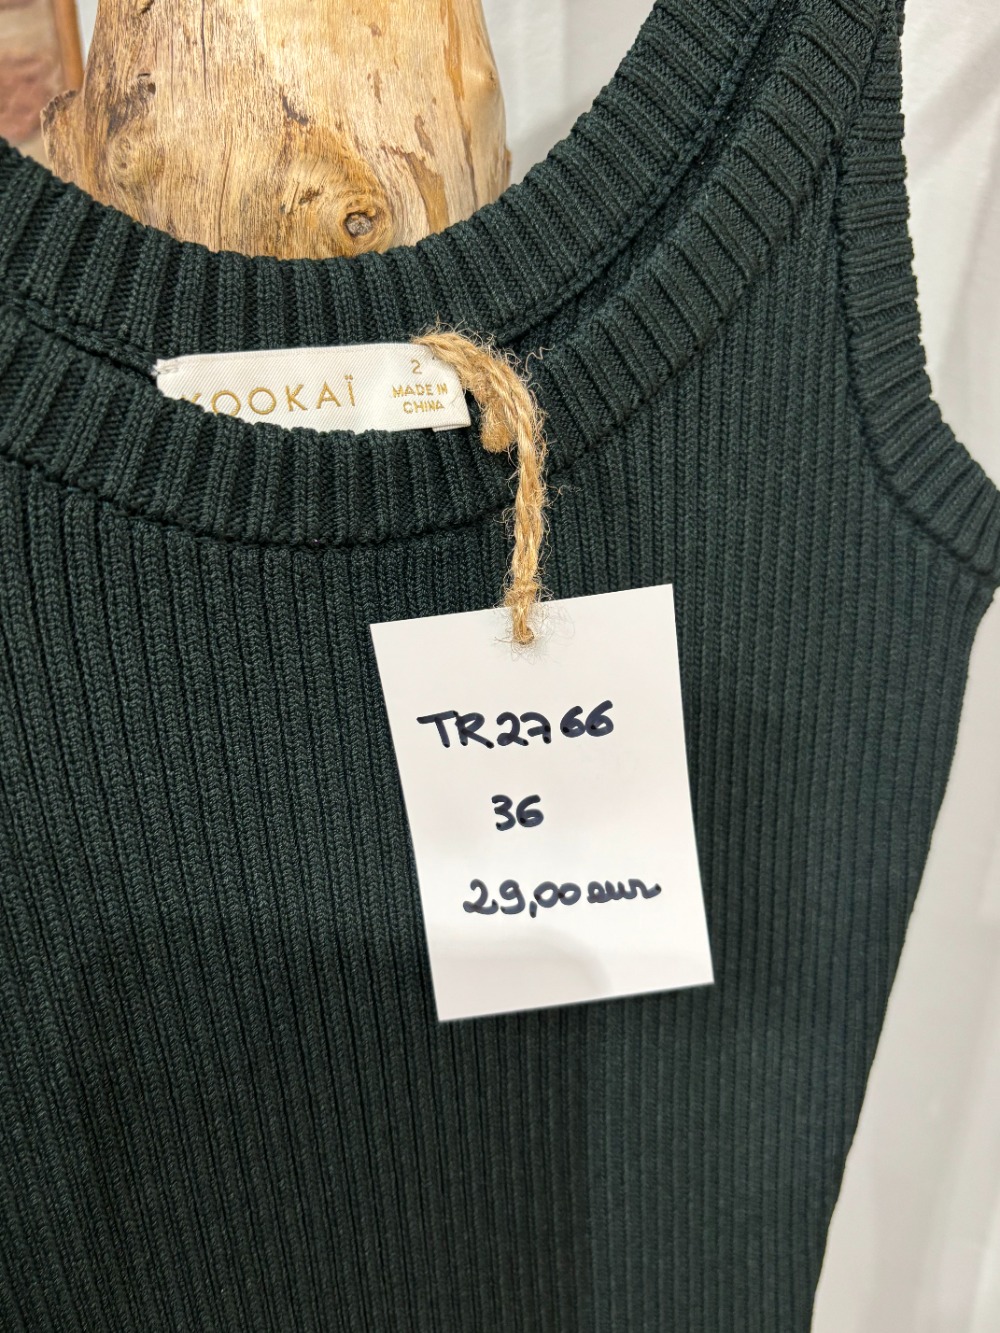 KOOKAÏ
2
MADE IN
CHINA
TR2766
36
29,00 eur